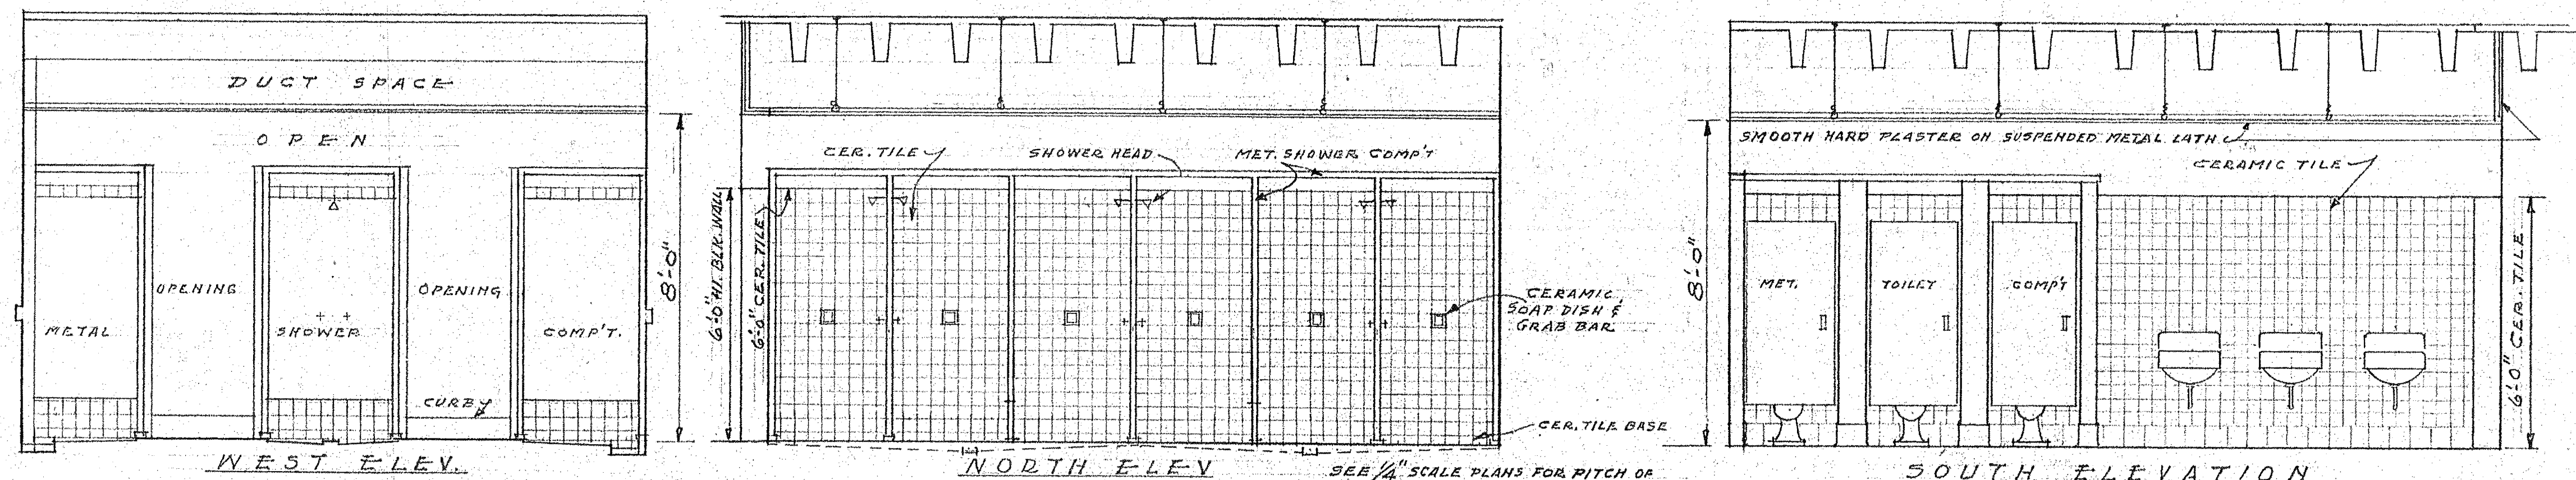 DUCT SPACE
OPEN
OPENING
OPENING
METAL
SHOWER
COMP'T.
CURB
8'-0"
WEST ELEV.
6'-0" HI. BLK. WALL
6'-0" CER. TILE
CER. TILE
SHOWER HEAD
MET. SHOWER COMP'T
CERAMIC
SOAP DISH &
GRAB BAR
CER. TILE BASE
NORTH ELEV
SEE 1/4" SCALE PLANS FOR PITCH OF
8'-0"
SMOOTH HARD PLASTER ON SUSPENDED METAL LATH
CERAMIC TILE
MET.
TOILET
COMP'T
6'-0" CER. TILE
SOUTH ELEVATION